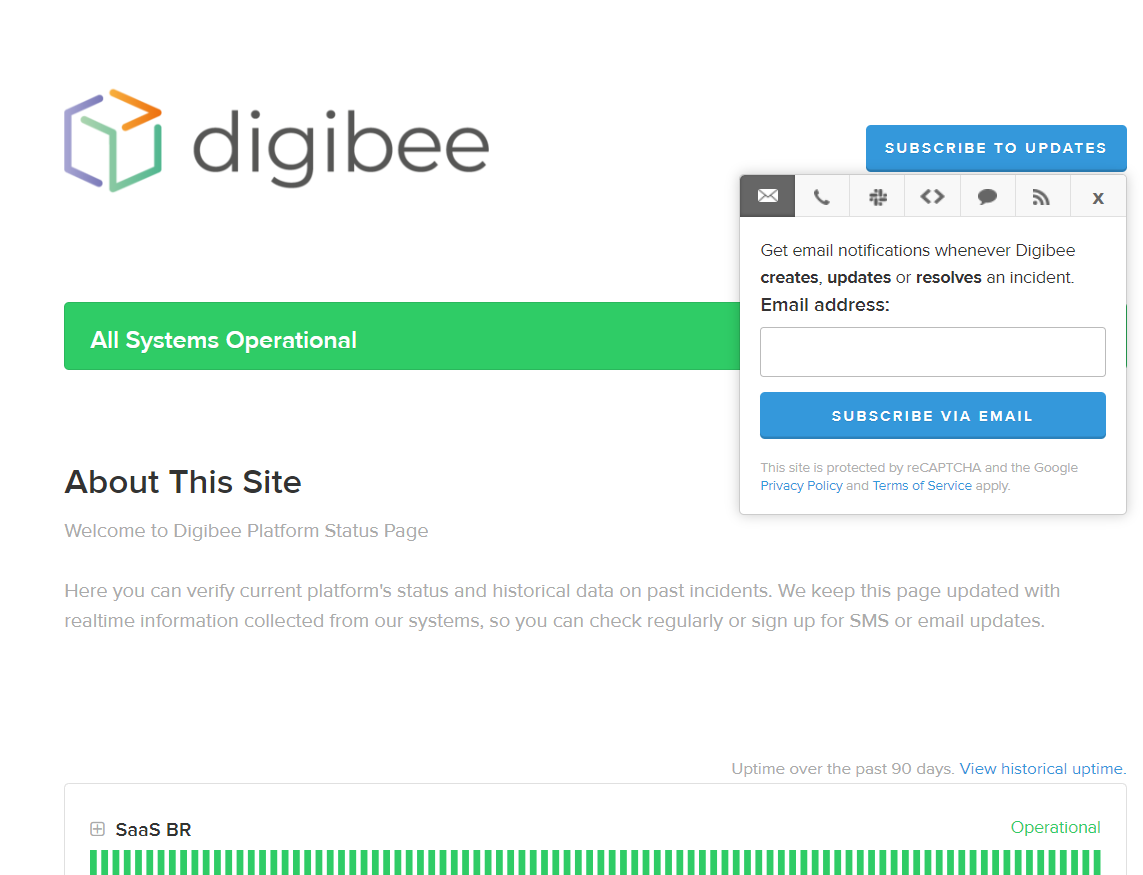 digibee
SUBSCRIBE TO UPDATES
x
Get email notifications whenever Digibee
creates, updates or resolves an incident.
Email address:
SUBSCRIBE VIA EMAIL
This site is protected by reCAPTCHA and the Google
Privacy Policy and Terms of Service apply.
All Systems Operational
About This Site
Welcome to Digibee Platform Status Page
Here you can verify current platform's status and historical data on past incidents. We keep this page updated with
realtime information collected from our systems, so you can check regularly or sign up for SMS or email updates.
Uptime over the past 90 days. View historical uptime.
SaaS BR
Operational